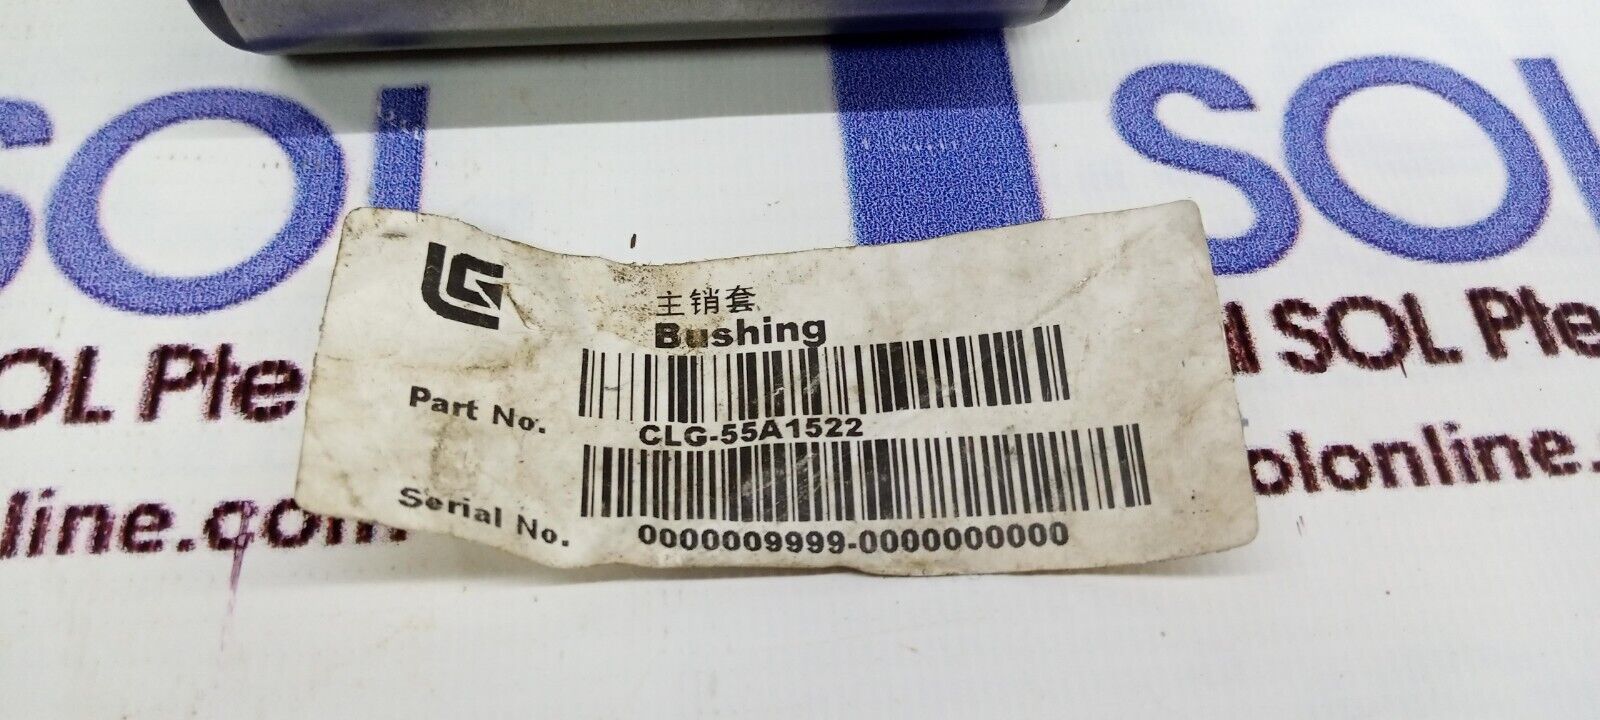 SOL
SOL
主销套
Bushing
SOL Pte
OL Pte
Part No.
CLG-55A1522
olonline.
line.com
Serial No.
0000009999-0000000000